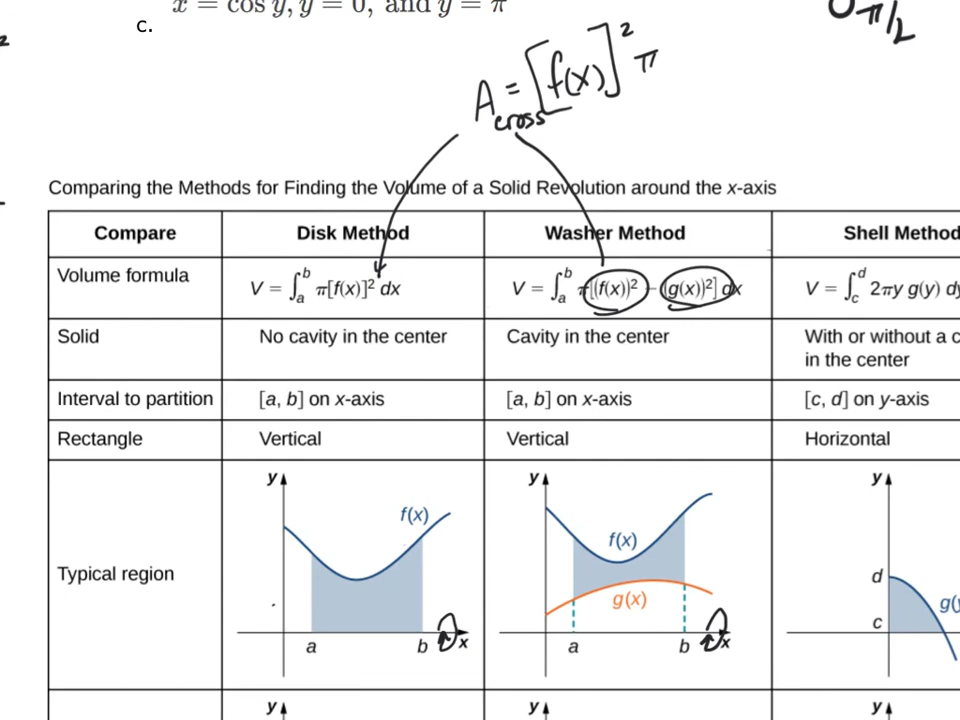 x = cos y, y = 0, and y = π
c.
π/2
A cross = [f(x)]² π
Comparing the Methods for Finding the Volume of a Solid Revolution around the x-axis
Compare Disk Method Washer Method Shell Method
Volume formula V = ∫ₐᵇ π[f(x)]² dx V = ∫ₐᵇ π[(f(x))² − (g(x))²] dx V = ∫꜀ᵈ 2πy g(y) dy
Solid No cavity in the center Cavity in the center With or without a c
in the center
Interval to partition [a, b] on x-axis [a, b] on x-axis [c, d] on y-axis
Rectangle Vertical Vertical Horizontal
Typical region
y f(x) a b x
y f(x) g(x) a b x
y d c g(y
y y y